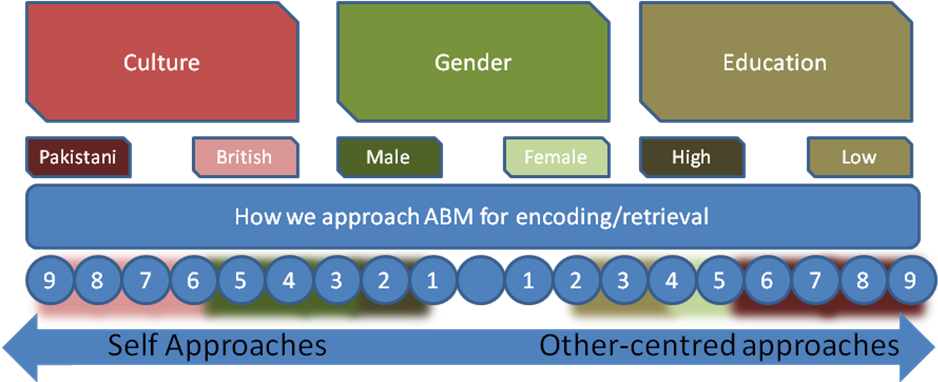 Culture Gender Education
Pakistani British Male Female High Low
How we approach ABM for encoding/retrieval
9 8 7 6 5 4 3 2 1 1 2 3 4 5 6 7 8 9
Self Approaches Other-centred approaches